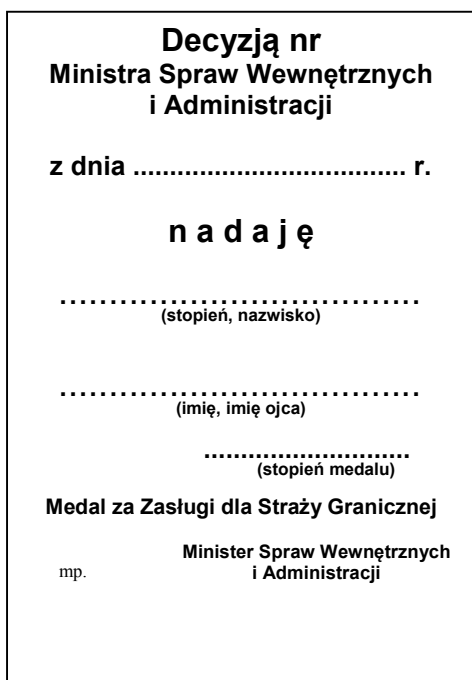 Decyzją nr
Ministra Spraw Wewnętrznych
i Administracji
z dnia ..................................... r.
n a d a j ę
....................................
(stopień, nazwisko)
....................................
(imię, imię ojca)
............................
(stopień medalu)
Medal za Zasługi dla Straży Granicznej
Minister Spraw Wewnętrznych
mp. i Administracji